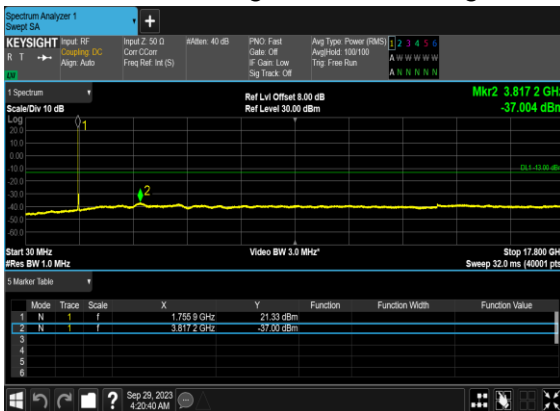 Spectrum Analyzer 1
Swept SA
KEYSIGHT
R T
LV
Input: RF
Coupling: DC
Align: Auto
Input Z: 50 Ω
Corr CCorr
Freq Ref: Int (S)
#Atten: 40 dB
PNO: Fast
Gate: Off
IF Gain: Low
Sig Track: Off
Avg Type: Power (RMS)
Avg|Hold: 100/100
Trig: Free Run
1 2 3 4 5 6
A W W W W W
A N N N N N
1 Spectrum
Scale/Div 10 dB
Ref Lvl Offset 8.00 dB
Ref Level 30.00 dBm
Mkr2 3.817 2 GHz
-37.004 dBm
Log
20.0
10.0
0.00
-10.0
-20.0
-30.0
-40.0
-50.0
-60.0
1
2
DL1 -13.00 dBm
Start 30 MHz
#Res BW 1.0 MHz
Video BW 3.0 MHz*
Stop 17.800 GHz
Sweep 32.0 ms (40001 pts)
5 Marker Table
Mode Trace Scale X Y Function Function Width Function Value
1 N 1 f 1.755 9 GHz 21.33 dBm
2 N 1 f 3.817 2 GHz -37.00 dBm
3
4
5
6
Sep 29, 2023
4:20:40 AM